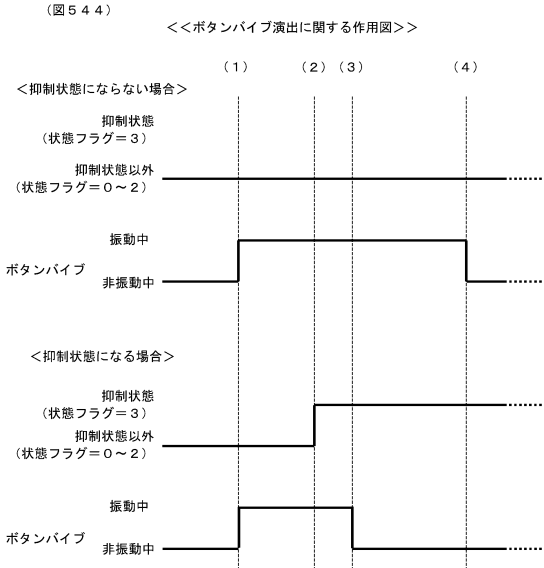 （図５４４）
＜＜ボタンバイブ演出に関する作用図＞＞
（１） （２） （３） （４）
＜抑制状態にならない場合＞
抑制状態
（状態フラグ＝３）
抑制状態以外
（状態フラグ＝０～２）
振動中
ボタンバイブ
非振動中
＜抑制状態になる場合＞
抑制状態
（状態フラグ＝３）
抑制状態以外
（状態フラグ＝０～２）
振動中
ボタンバイブ
非振動中